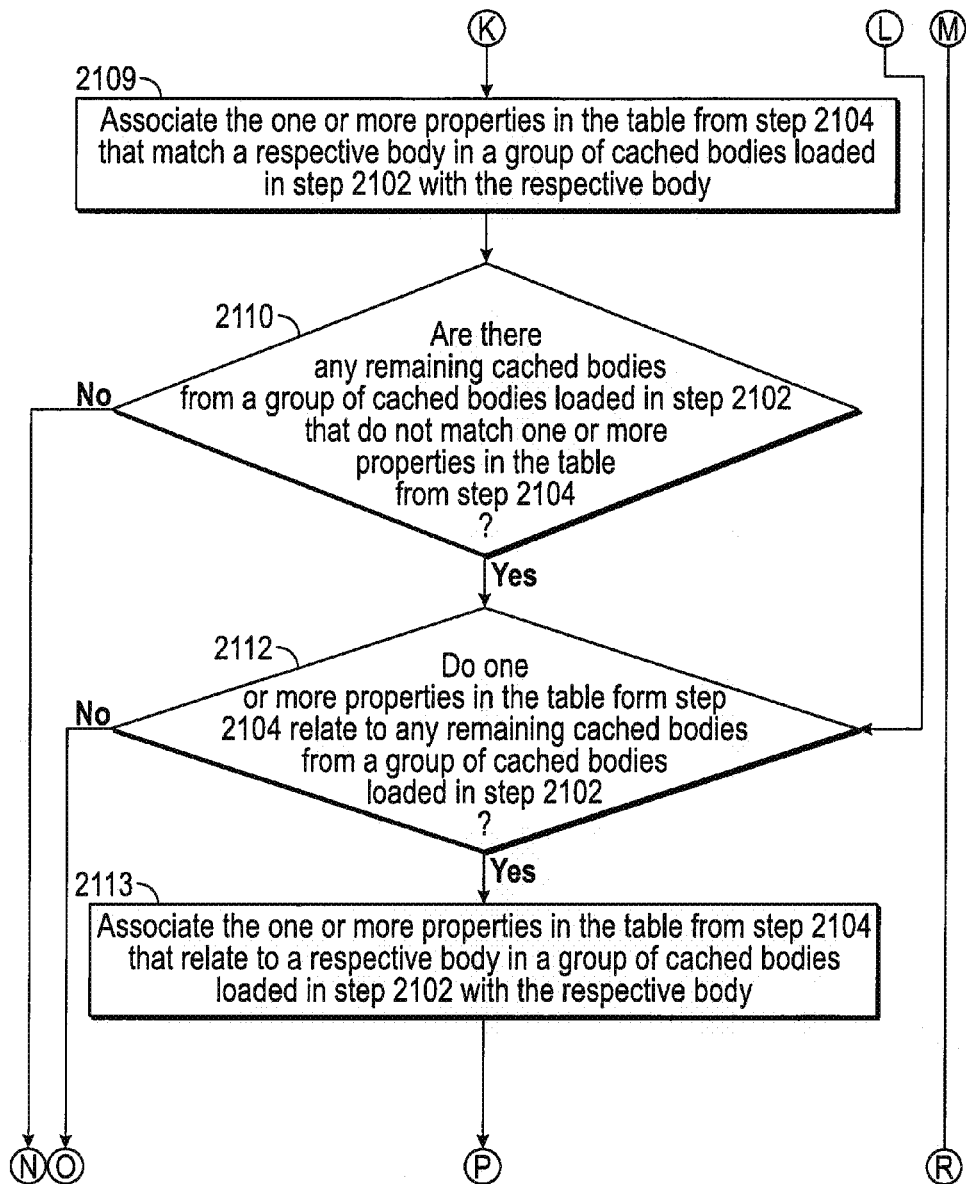 K
L
M
2109
Associate the one or more properties in the table from step 2104
that match a respective body in a group of cached bodies loaded
in step 2102 with the respective body
2110
Are there
any remaining cached bodies
No
from a group of cached bodies loaded in step 2102
that do not match one or more
properties in the table
from step 2104
?
Yes
2112
Do one
or more properties in the table form step
No
2104 relate to any remaining cached bodies
from a group of cached bodies
loaded in step 2102
?
Yes
2113
Associate the one or more properties in the table from step 2104
that relate to a respective body in a group of cached bodies
loaded in step 2102 with the respective body
N
O
P
R